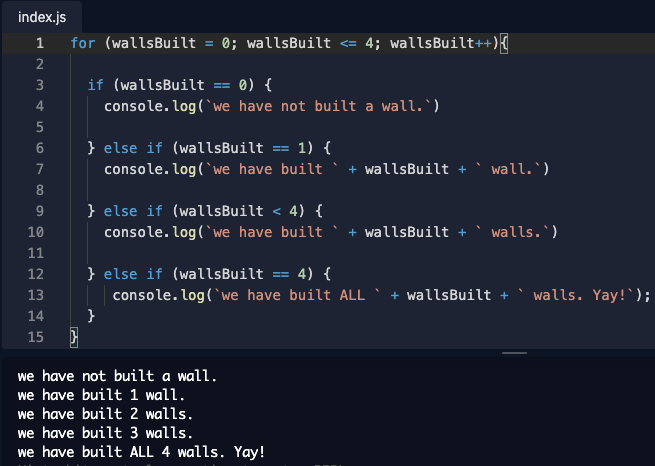 index.js
1 for (wallsBuilt = 0; wallsBuilt <= 4; wallsBuilt++){
2
3 if (wallsBuilt == 0) {
4 console.log(`we have not built a wall.`)
5
6 } else if (wallsBuilt == 1) {
7 console.log(`we have built ` + wallsBuilt + ` wall.`)
8
9 } else if (wallsBuilt < 4) {
10 console.log(`we have built ` + wallsBuilt + ` walls.`)
11
12 } else if (wallsBuilt == 4) {
13 console.log(`we have built ALL ` + wallsBuilt + ` walls. Yay!`);
14 }
15 }
we have not built a wall.
we have built 1 wall.
we have built 2 walls.
we have built 3 walls.
we have built ALL 4 walls. Yay!